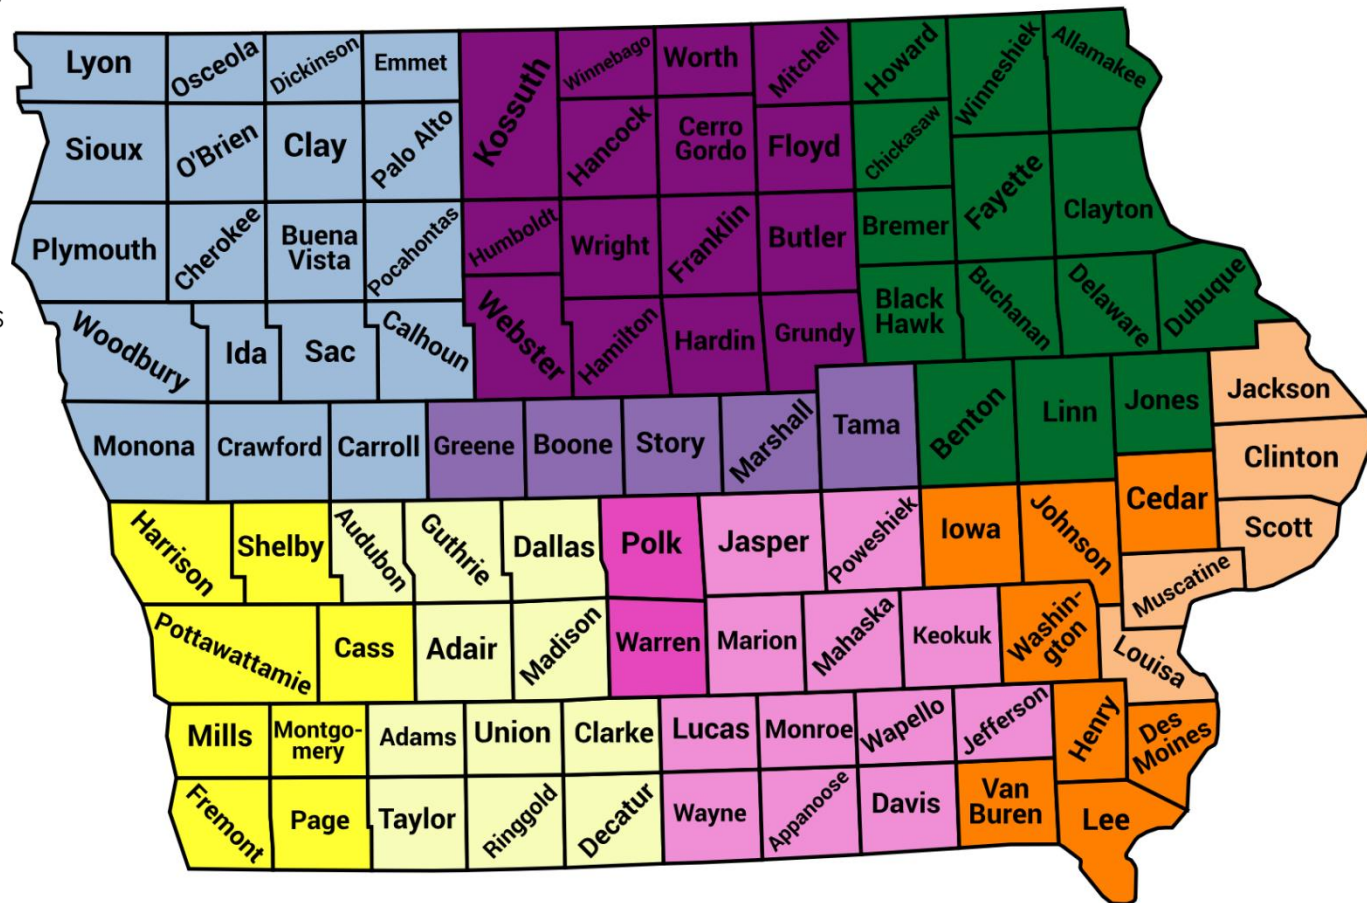 Lyon
Osceola
Dickinson
Emmet
Kossuth
Winnebago
Worth
Mitchell
Howard
Winneshiek
Allamakee
Sioux
O'Brien
Clay
Palo Alto
Hancock
Cerro
Gordo
Floyd
Chickasaw
Fayette
Clayton
Plymouth
Cherokee
Buena
Vista
Pocahontas
Humboldt
Wright
Franklin
Butler
Bremer
Woodbury
Ida
Sac
Calhoun
Webster
Hamilton
Hardin
Grundy
Black
Hawk
Buchanan
Delaware
Dubuque
Monona
Crawford
Carroll
Greene
Boone
Story
Marshall
Tama
Benton
Linn
Jones
Jackson
Clinton
Harrison
Shelby
Audubon
Guthrie
Dallas
Polk
Jasper
Poweshiek
Iowa
Johnson
Cedar
Scott
Muscatine
Pottawattamie
Cass
Adair
Madison
Warren
Marion
Mahaska
Keokuk
Washin-
gton
Louisa
Mills
Montgo-
mery
Adams
Union
Clarke
Lucas
Monroe
Wapello
Jefferson
Henry
Des
Moines
Fremont
Page
Taylor
Ringgold
Decatur
Wayne
Appanoose
Davis
Van
Buren
Lee